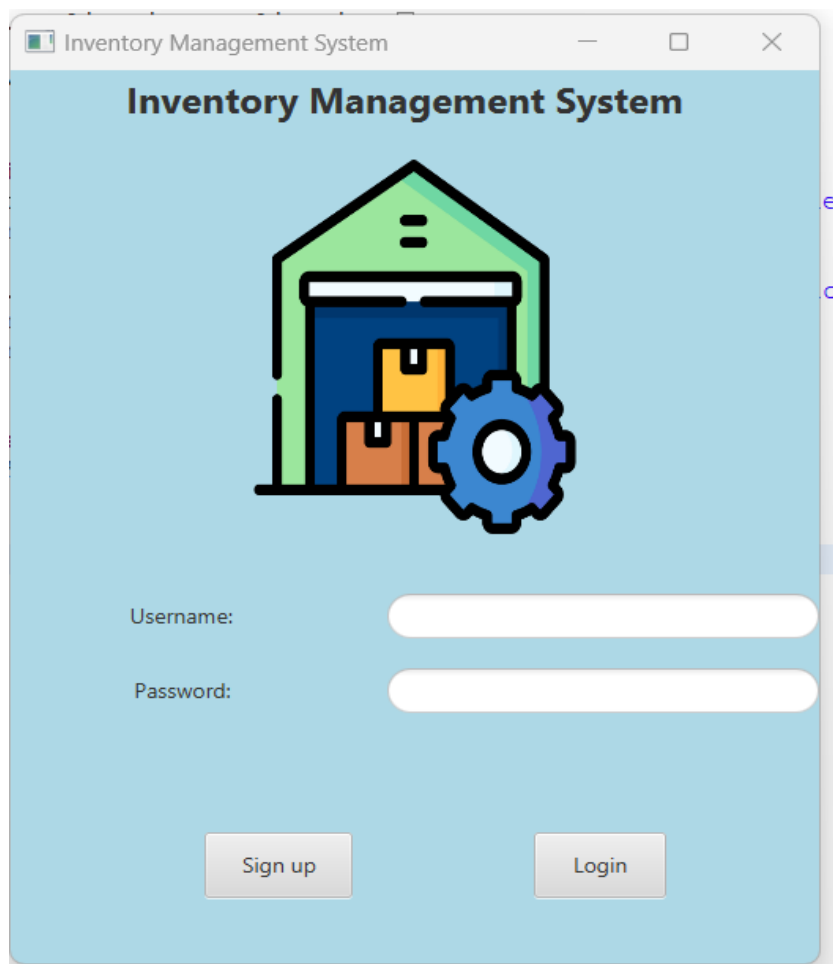 Inventory Management System
Inventory Management System
Username:
Password:
Sign up
Login